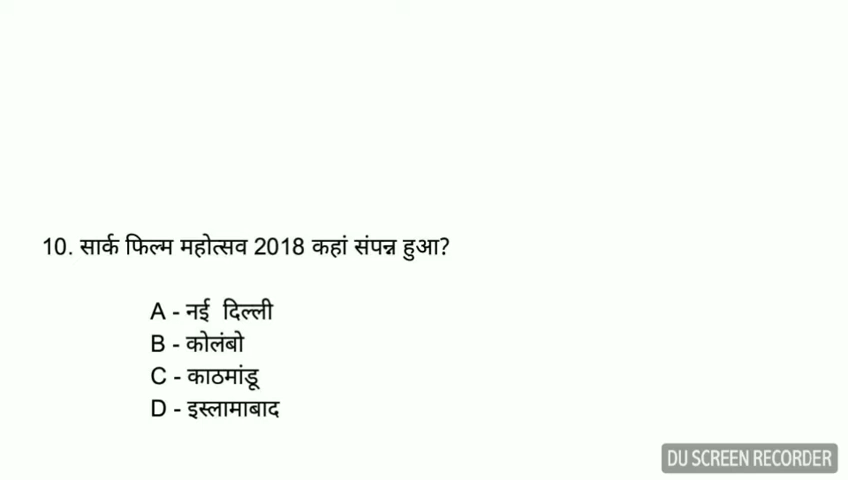 10. सार्क फिल्म महोत्सव 2018 कहां संपन्न हुआ?
A - नई दिल्ली
B - कोलंबो
C - काठमांडू
D - इस्लामाबाद
DU SCREEN RECORDER